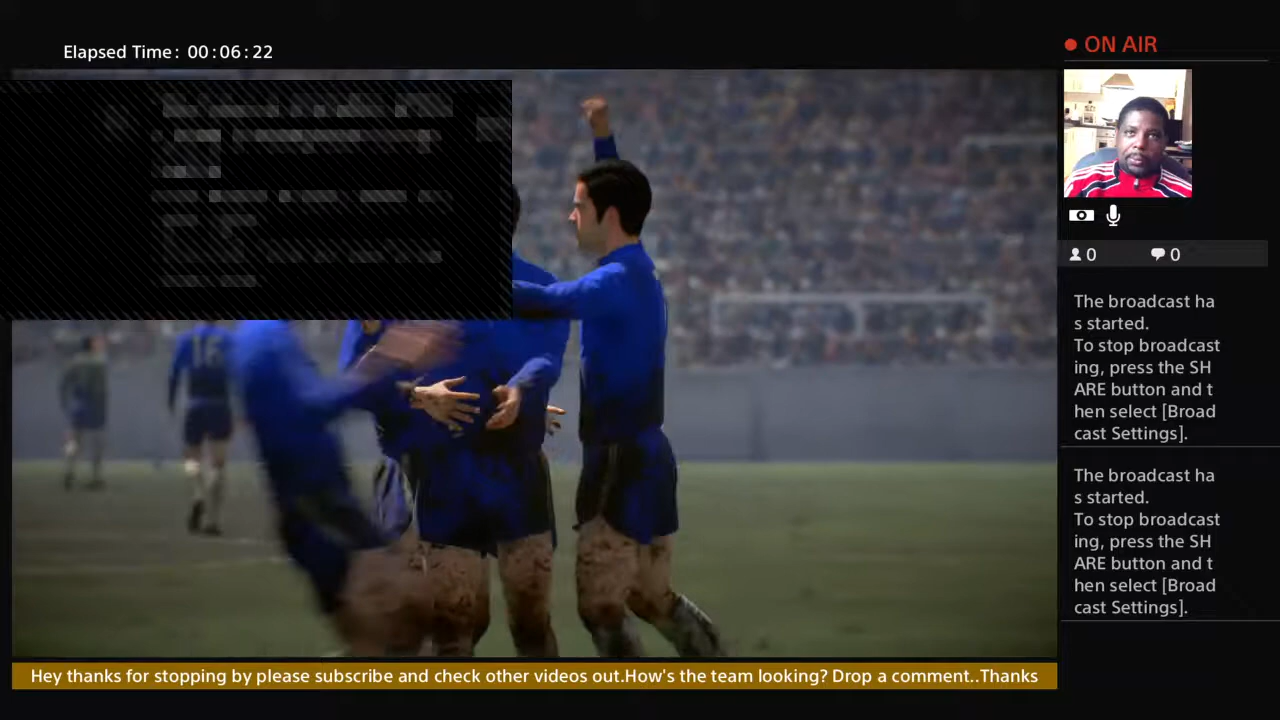 Elapsed Time: 00:06:22
ON AIR
0
0
16
The broadcast ha
s started.
To stop broadcast
ing, press the SH
ARE button and t
hen select [Broad
cast Settings].
The broadcast ha
s started.
To stop broadcast
ing, press the SH
ARE button and t
hen select [Broad
cast Settings].
Hey thanks for stopping by please subscribe and check other videos out.How's the team looking? Drop a comment..Thanks